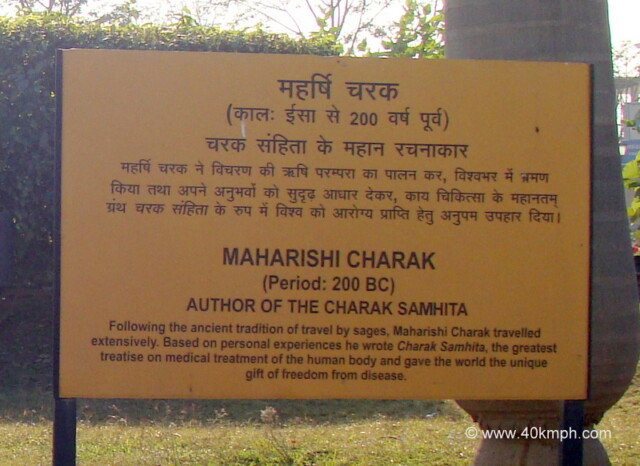 महर्षि चरक
(कालः ईसा से 200 वर्ष पूर्व)
चरक संहिता के महान रचनाकार
महर्षि चरक ने विचरण की ऋषि परम्परा का पालन कर, विश्वभर में भ्रमण
किया तथा अपने अनुभवों को सुदृढ़ आधार देकर, काय चिकित्सा के महानतम्
ग्रंथ चरक संहिता के रुप में विश्व को आरोग्य प्राप्ति हेतु अनुपम उपहार दिया।
MAHARISHI CHARAK
(Period: 200 BC)
AUTHOR OF THE CHARAK SAMHITA
Following the ancient tradition of travel by sages, Maharishi Charak travelled
extensively. Based on personal experiences he wrote Charak Samhita, the greatest
treatise on medical treatment of the human body and gave the world the unique
gift of freedom from disease.
© www.40kmph.com